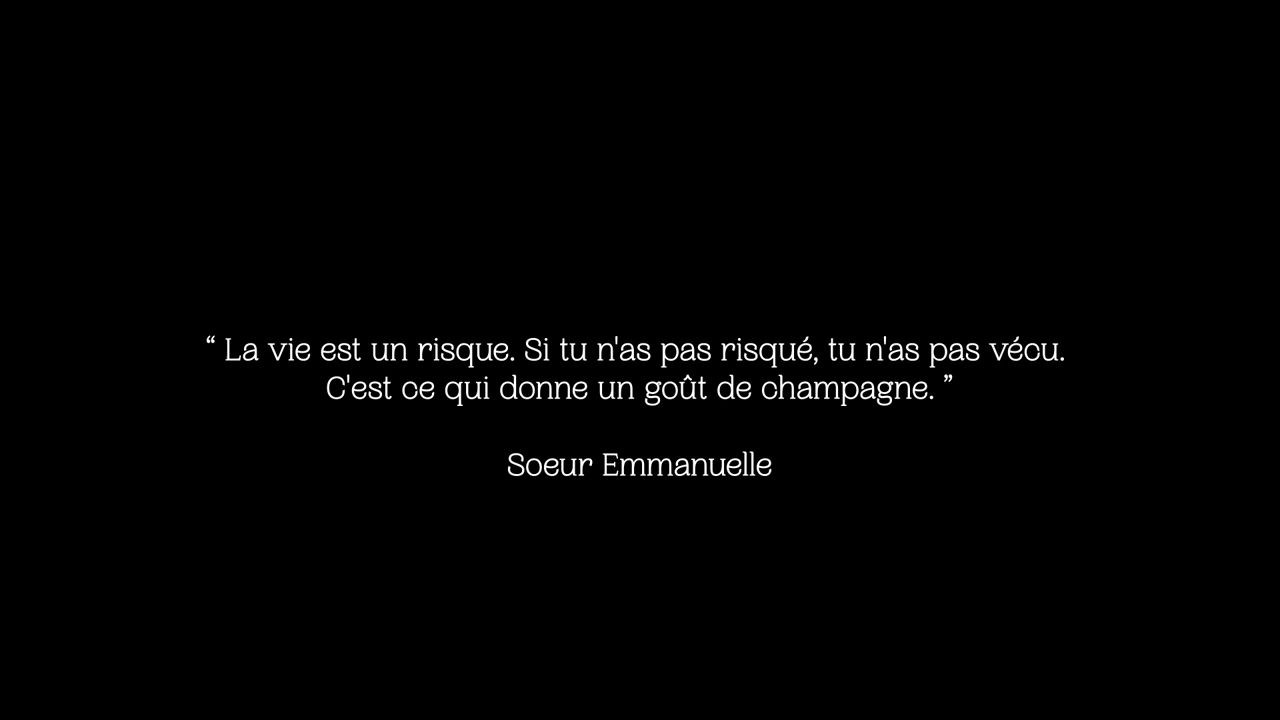 “ La vie est un risque. Si tu n'as pas risqué, tu n'as pas vécu.
C'est ce qui donne un goût de champagne. ”
Soeur Emmanuelle